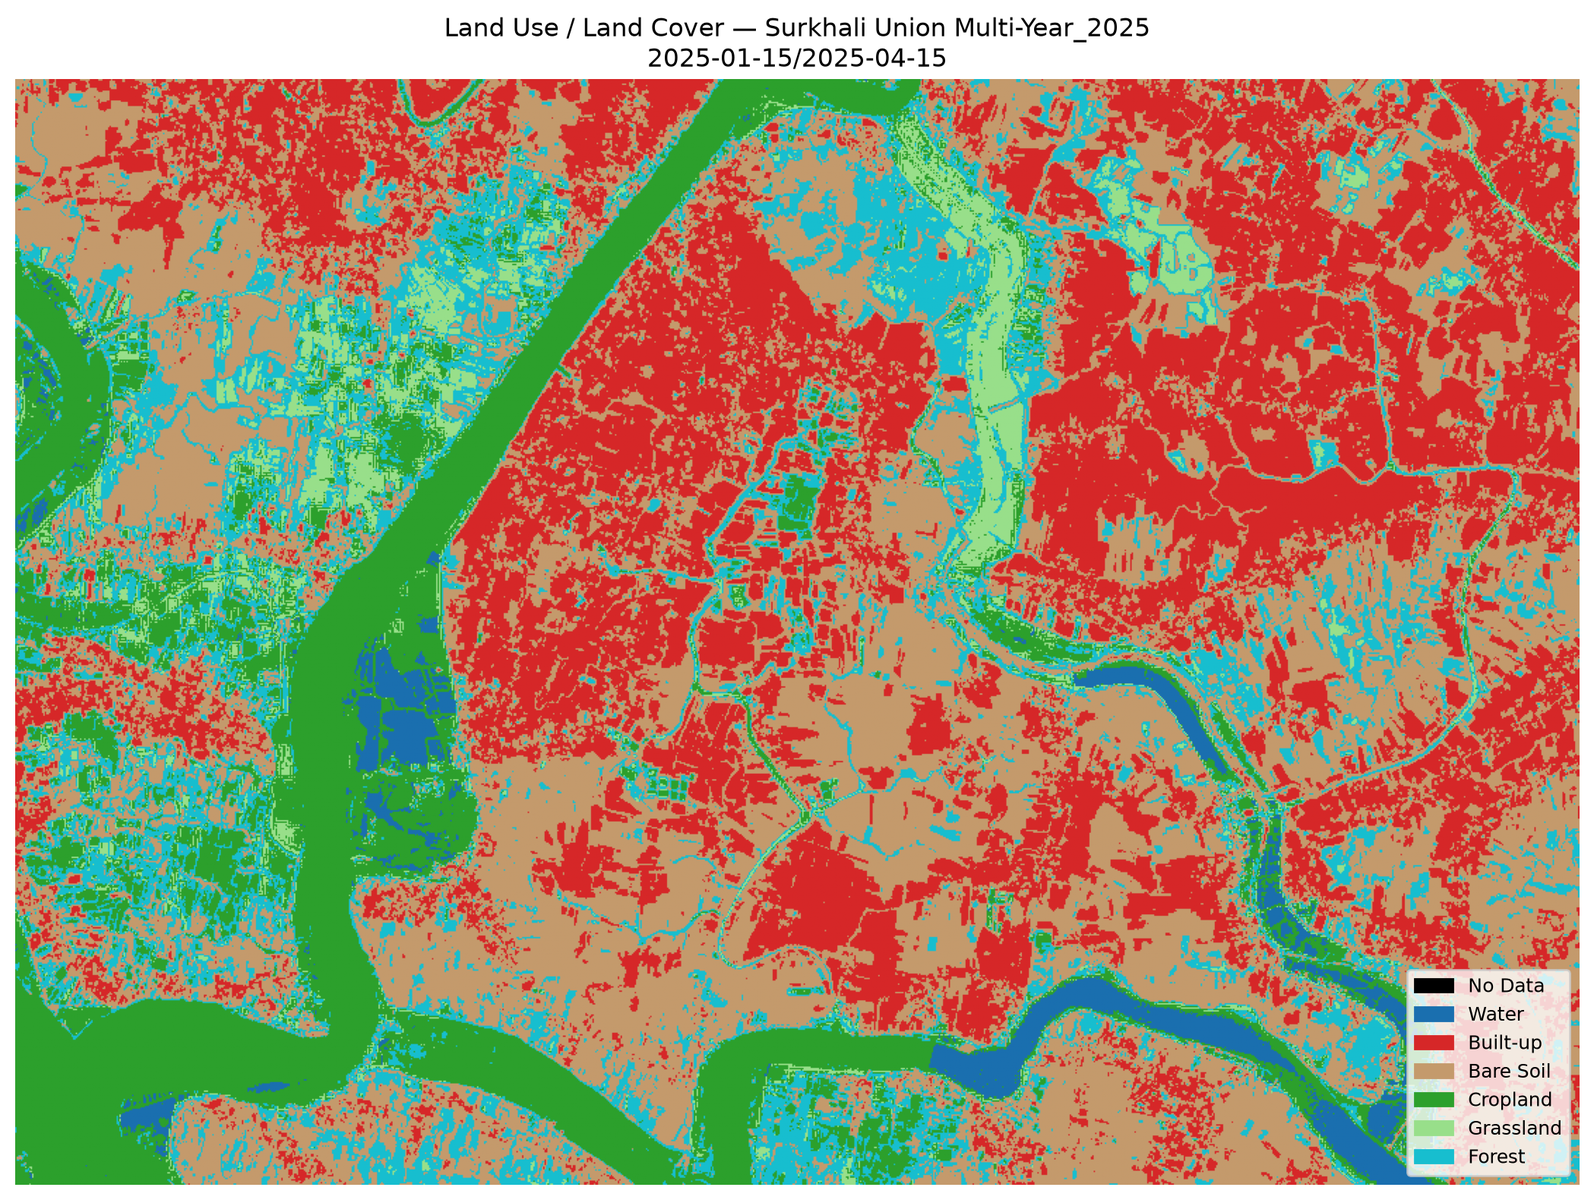 Land Use / Land Cover — Surkhali Union Multi-Year_2025
2025-01-15/2025-04-15
No Data
Water
Built-up
Bare Soil
Cropland
Grassland
Forest